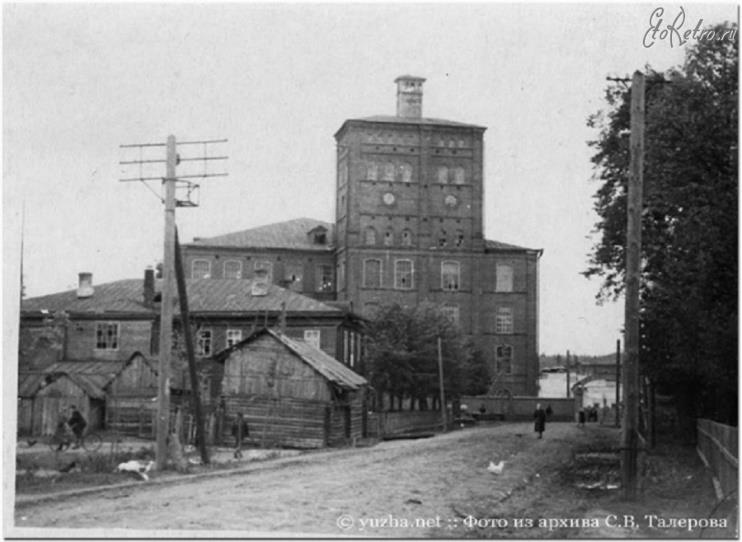 EtoRetro.ru
© yuzha.net :: Фото из архива С.В. Талерова